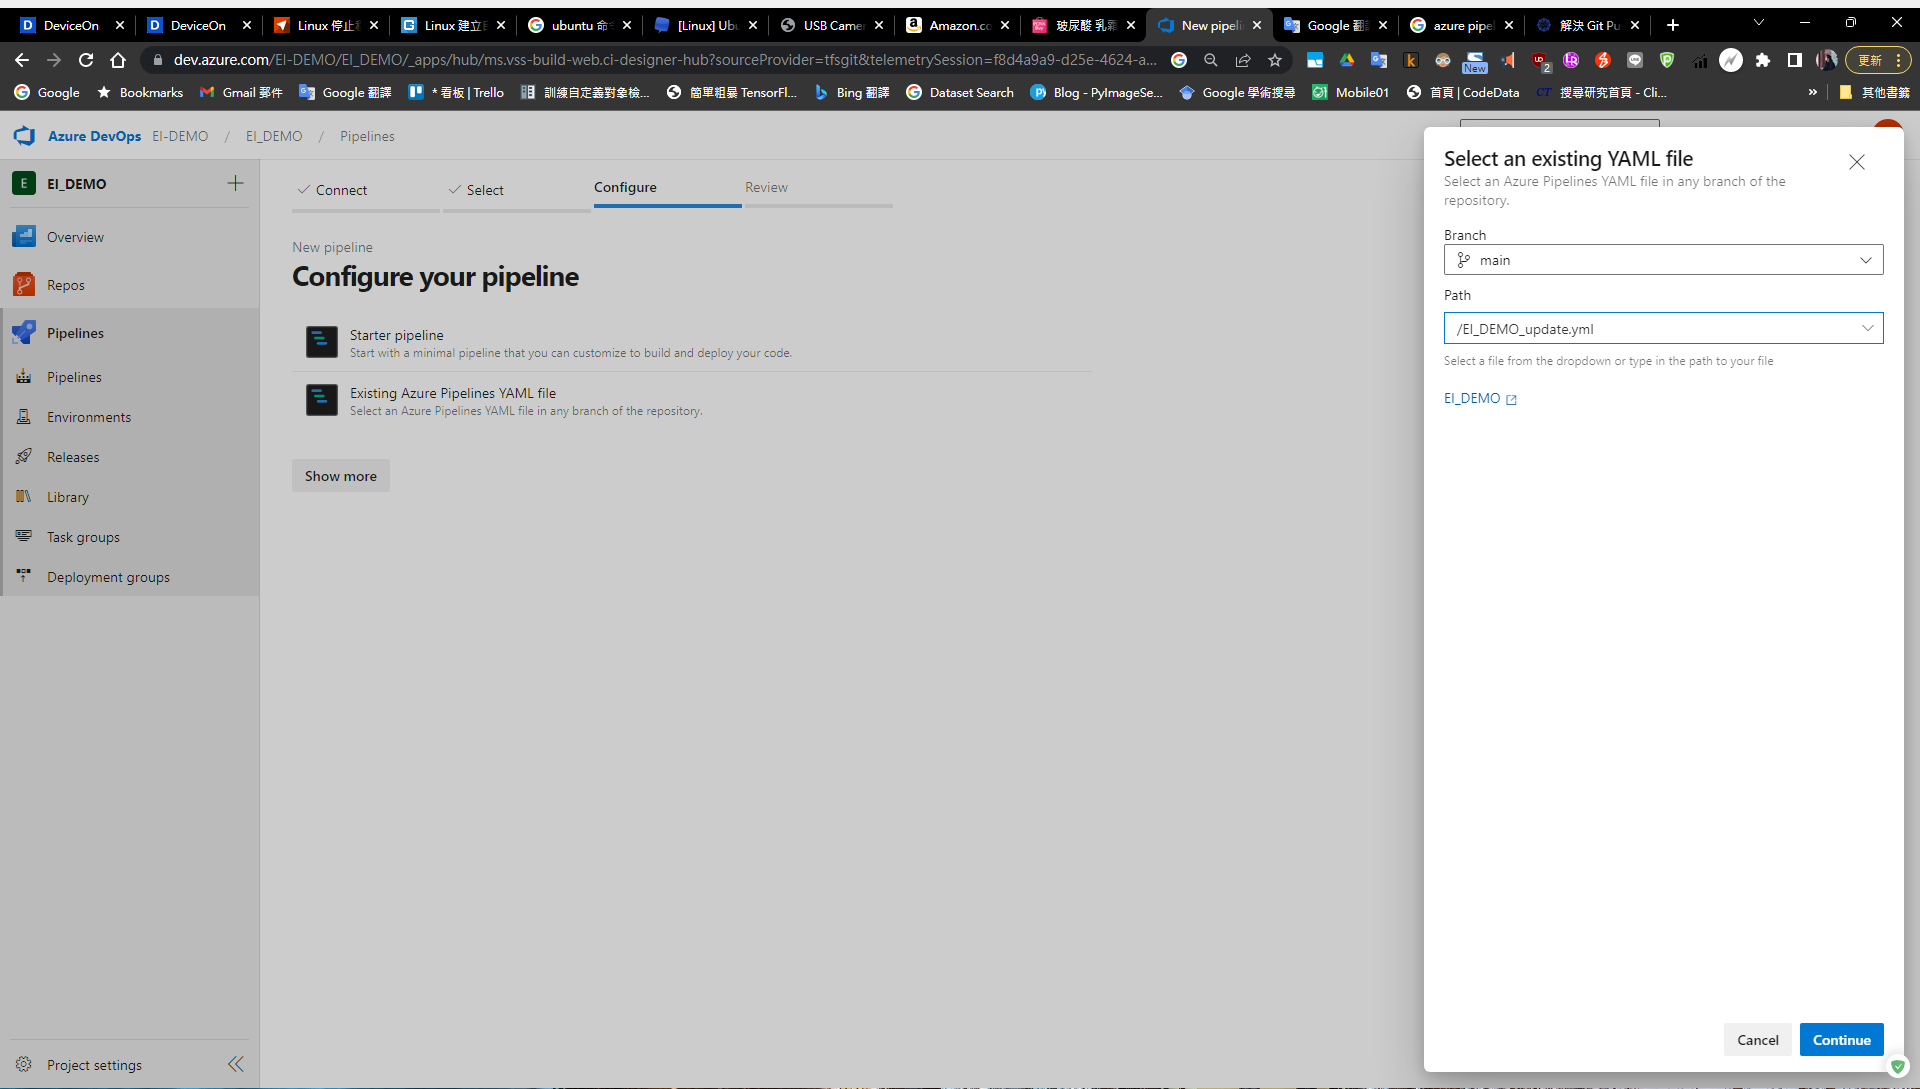 DeviceOn
DeviceOn
Linux 停止
Linux 建立
Ubuntu 命令
[Linux] Ubu
USB Camer
Amazon.co
玻尿酸 乳霜
New pipelin
Google 翻
azure pipel
解決 Git Pu
dev.azure.com/EI-DEMO/EI_DEMO/_apps/hub/ms.vss-build-web.ci-designer-hub?sourceProvider=tfsgit&telemetrySession=f8d4a9a9-d25e-4624-a...
New
2
更新
Google
Bookmarks
Gmail 郵件
Google 翻譯
* 看板 | Trello
訓練自定義對象檢...
簡單粗暴 TensorFl...
Bing 翻譯
Dataset Search
Blog - PyImageSe...
Google 學術搜尋
Mobile01
首頁 | CodeData
CT 搜尋研究首頁 - Cli...
»
其他書籤
Azure DevOps
EI-DEMO / EI_DEMO / Pipelines
E EI_DEMO
Overview
Repos
Pipelines
Pipelines
Environments
Releases
Library
Task groups
Deployment groups
Project settings
Connect
Select
Configure
Review
New pipeline
Configure your pipeline
Starter pipeline
Start with a minimal pipeline that you can customize to build and deploy your code.
Existing Azure Pipelines YAML file
Select an Azure Pipelines YAML file in any branch of the repository.
Show more
Select an existing YAML file
Select an Azure Pipelines YAML file in any branch of the
repository.
Branch
main
Path
/EI_DEMO_update.yml
Select a file from the dropdown or type in the path to your file
EI_DEMO
Cancel
Continue